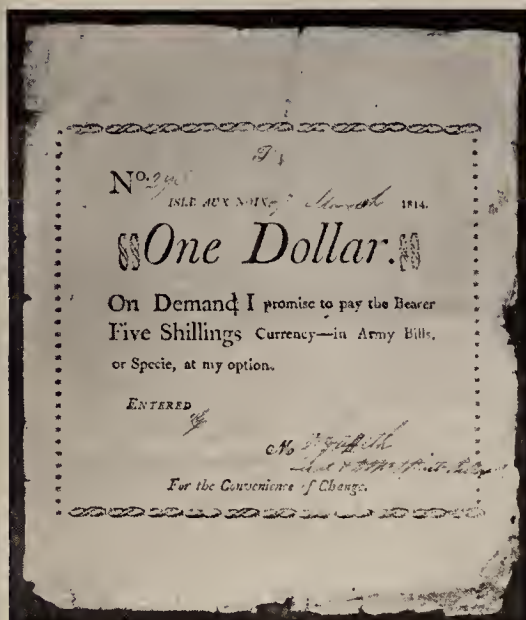 No.
ISLE AUX NOIX, March 1814.
One Dollar.
On Demand I promise to pay the Bearer
Five Shillings Currency—in Army Bills,
or Specie, at my option.
ENTERED
For the Convenience of Change.